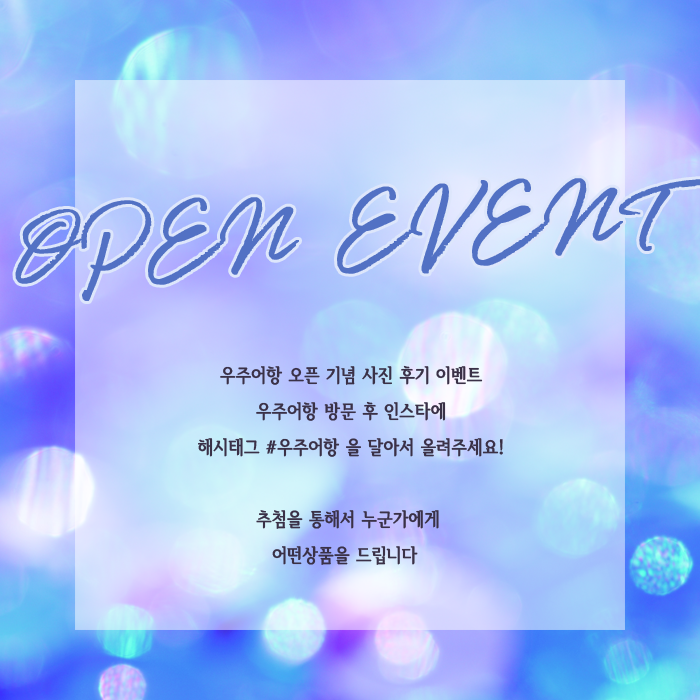 OPEN EVENT
우주어항 오픈 기념 사진 후기 이벤트
우주어항 방문 후 인스타에
해시태그 #우주어항 을 달아서 올려주세요!
추첨을 통해서 누군가에게
어떤상품을 드립니다